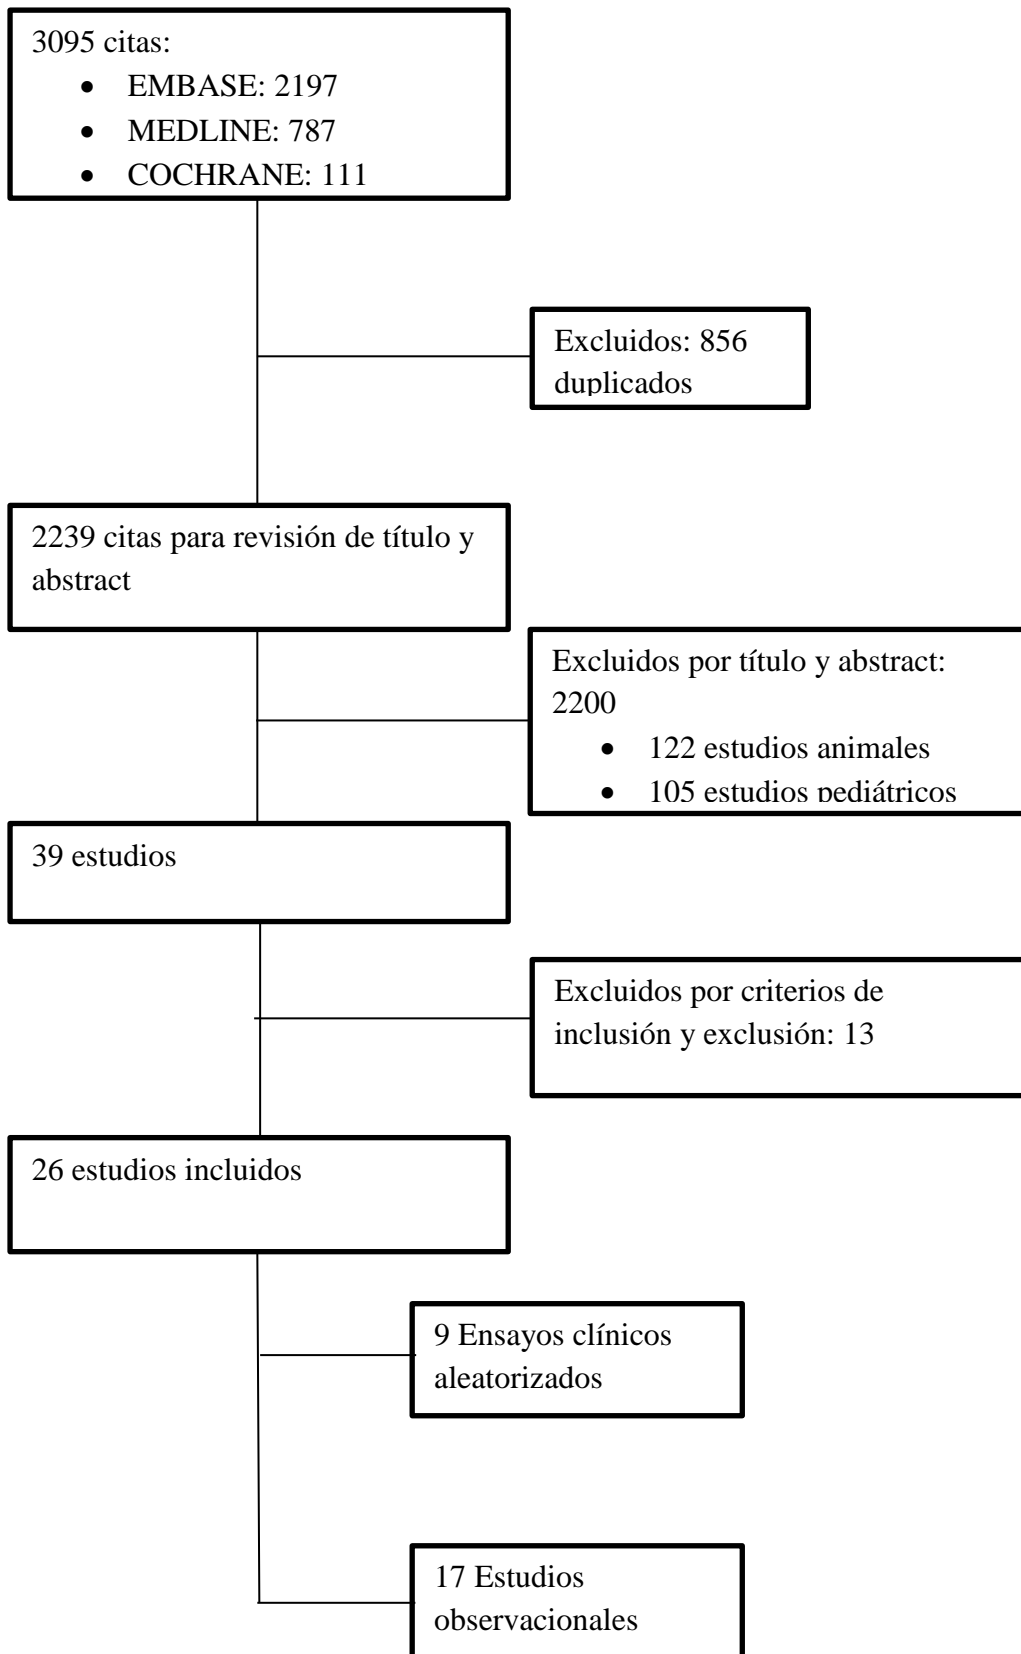 3095 citas:
• EMBASE: 2197
• MEDLINE: 787
• COCHRANE: 111
Excluidos: 856
duplicados
2239 citas para revisión de título y
abstract
Excluidos por título y abstract:
2200
• 122 estudios animales
• 105 estudios pediátricos
39 estudios
Excluidos por criterios de
inclusión y exclusión: 13
26 estudios incluidos
9 Ensayos clínicos
aleatorizados
17 Estudios
observacionales